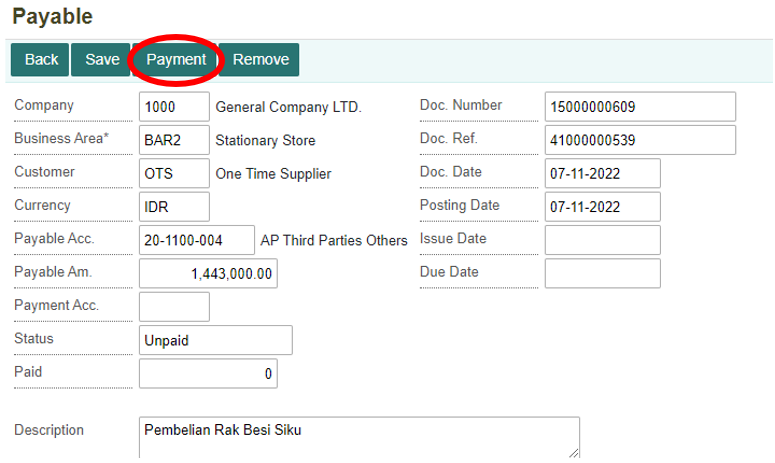 Payable
Back Save Payment Remove
Company 1000 General Company LTD. Doc. Number 15000000609
Business Area* BAR2 Stationary Store Doc. Ref. 41000000539
Customer OTS One Time Supplier Doc. Date 07-11-2022
Currency IDR Posting Date 07-11-2022
Payable Acc. 20-1100-004 AP Third Parties Others Issue Date
Payable Am. 1,443,000.00 Due Date
Payment Acc.
Status Unpaid
Paid 0
Description Pembelian Rak Besi Siku